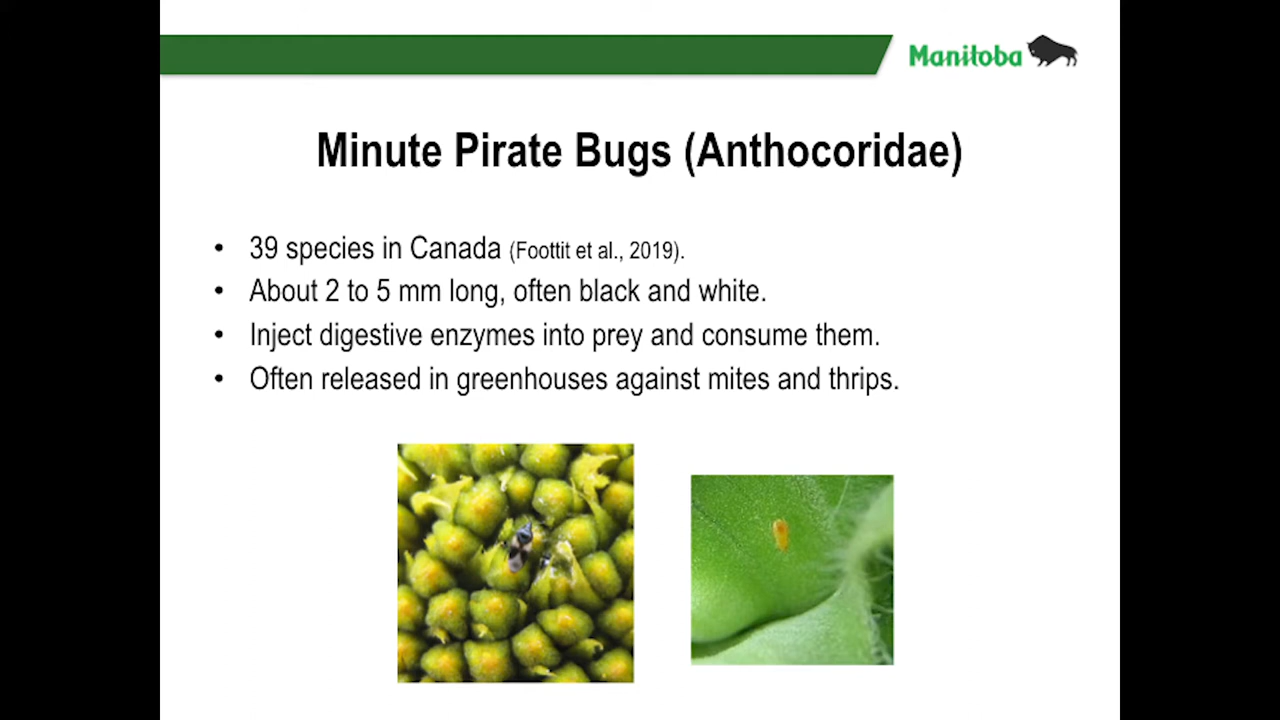 Manitoba
Minute Pirate Bugs (Anthocoridae)
• 39 species in Canada (Foottit et al., 2019).
• About 2 to 5 mm long, often black and white.
• Inject digestive enzymes into prey and consume them.
• Often released in greenhouses against mites and thrips.